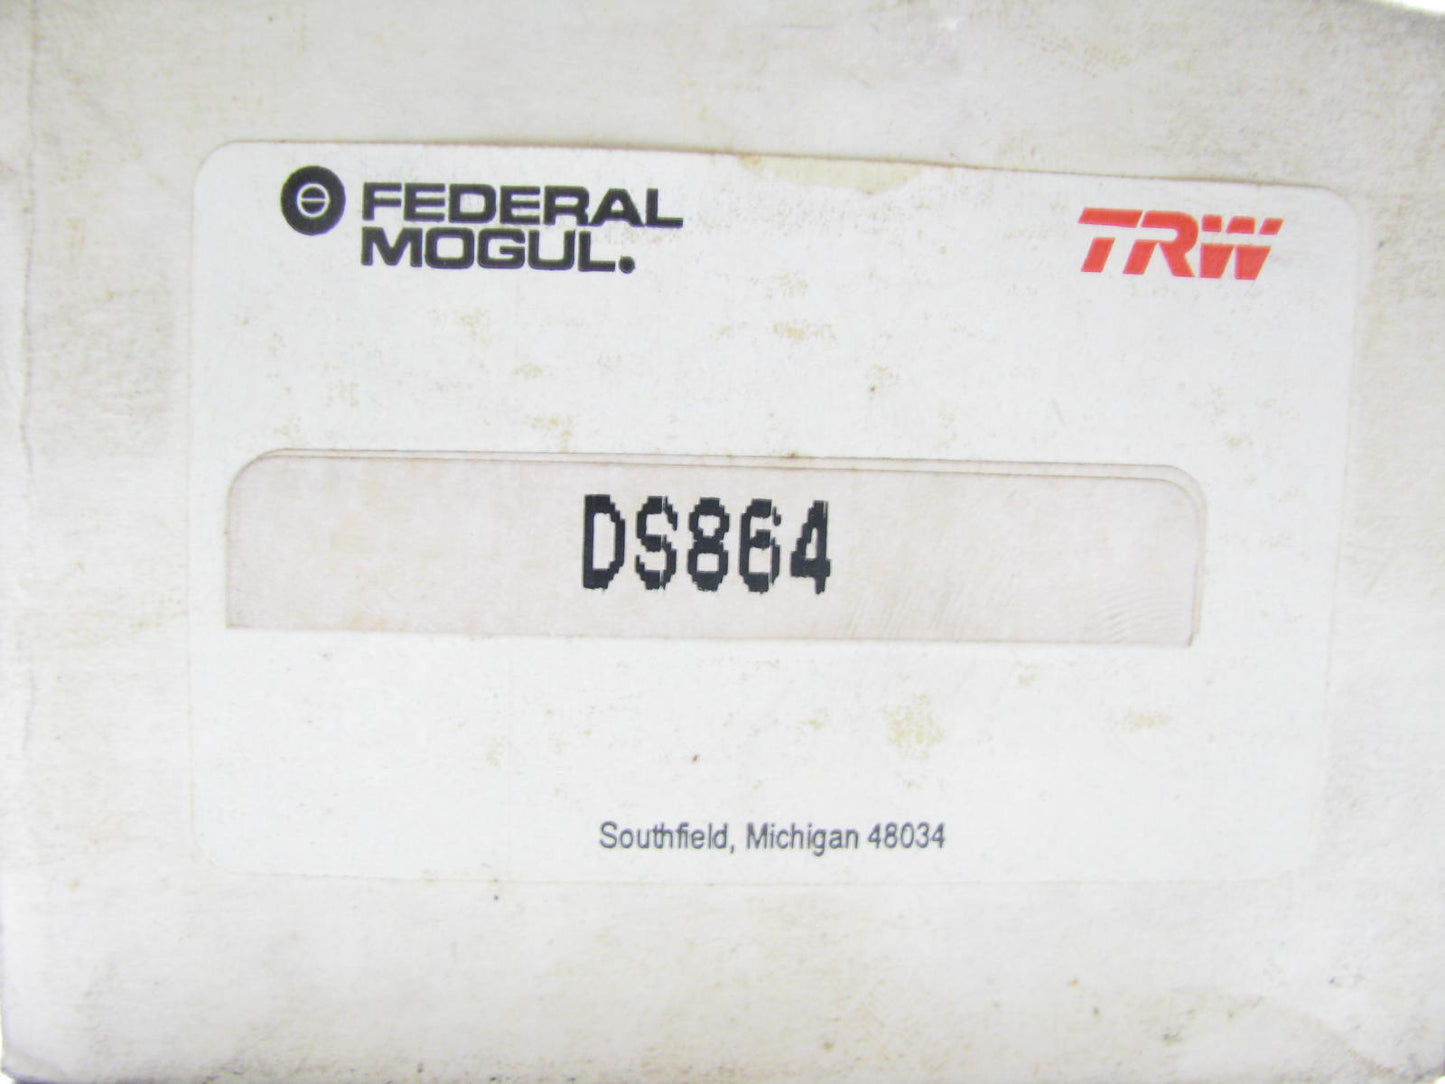 FEDERAL
MOGUL.
TRW
DS864
Southfield, Michigan 48034